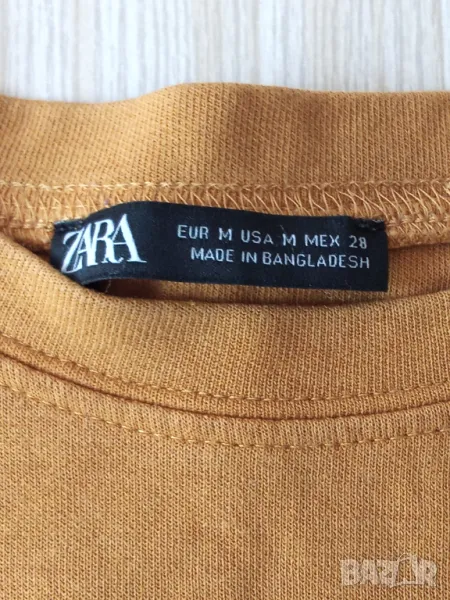 ZARA
EUR M USA M MEX 28
MADE IN BANGLADESH
BAZAR